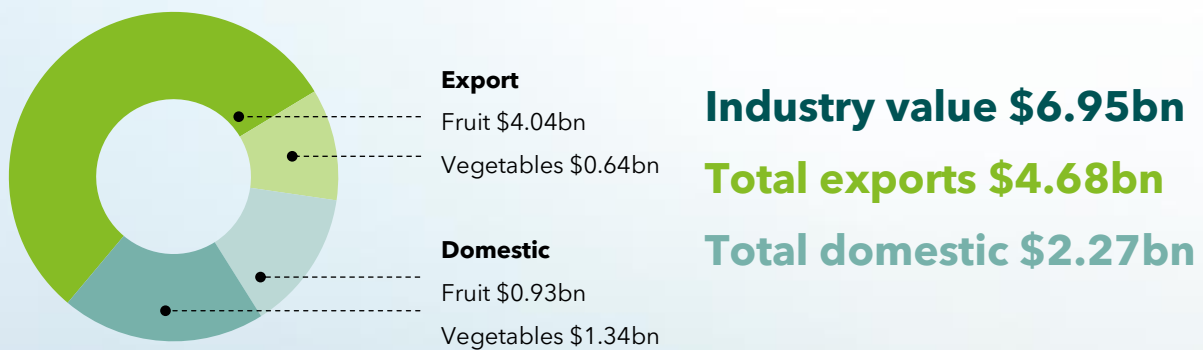 Export
Fruit $4.04bn
Vegetables $0.64bn
Domestic
Fruit $0.93bn
Vegetables $1.34bn
Industry value $6.95bn
Total exports $4.68bn
Total domestic $2.27bn